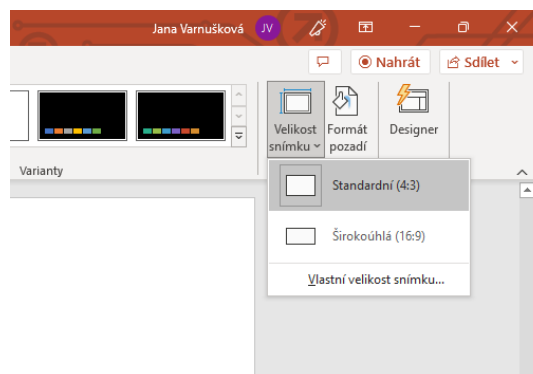 Jana Varnušková JV
Nahrát Sdílet
Velikost snímku
Formát pozadí
Designer
Varianty
Standardní (4:3)
Širokoúhlá (16:9)
Vlastní velikost snímku...